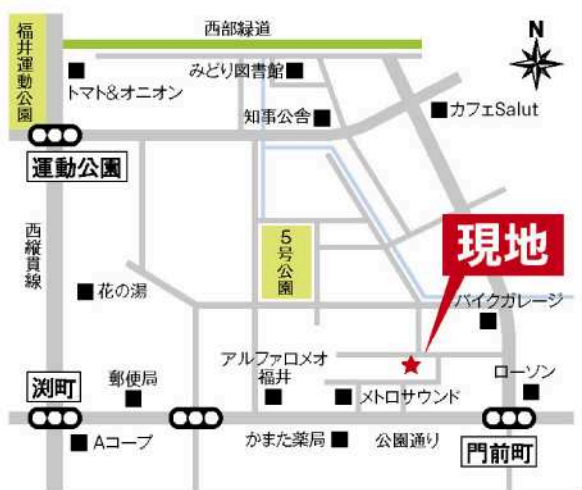 西部緑道
N
福井運動公園
みどり図書館
トマト&オニオン
知事公舎
カフェSalut
運動公園
西縦貫線
5号公園
現地
花の湯
バイクガレージ
アルファロメオ
福井
ローソン
渕町
郵便局
メトロサウンド
Aコープ
かまた薬局
公園通り
門前町